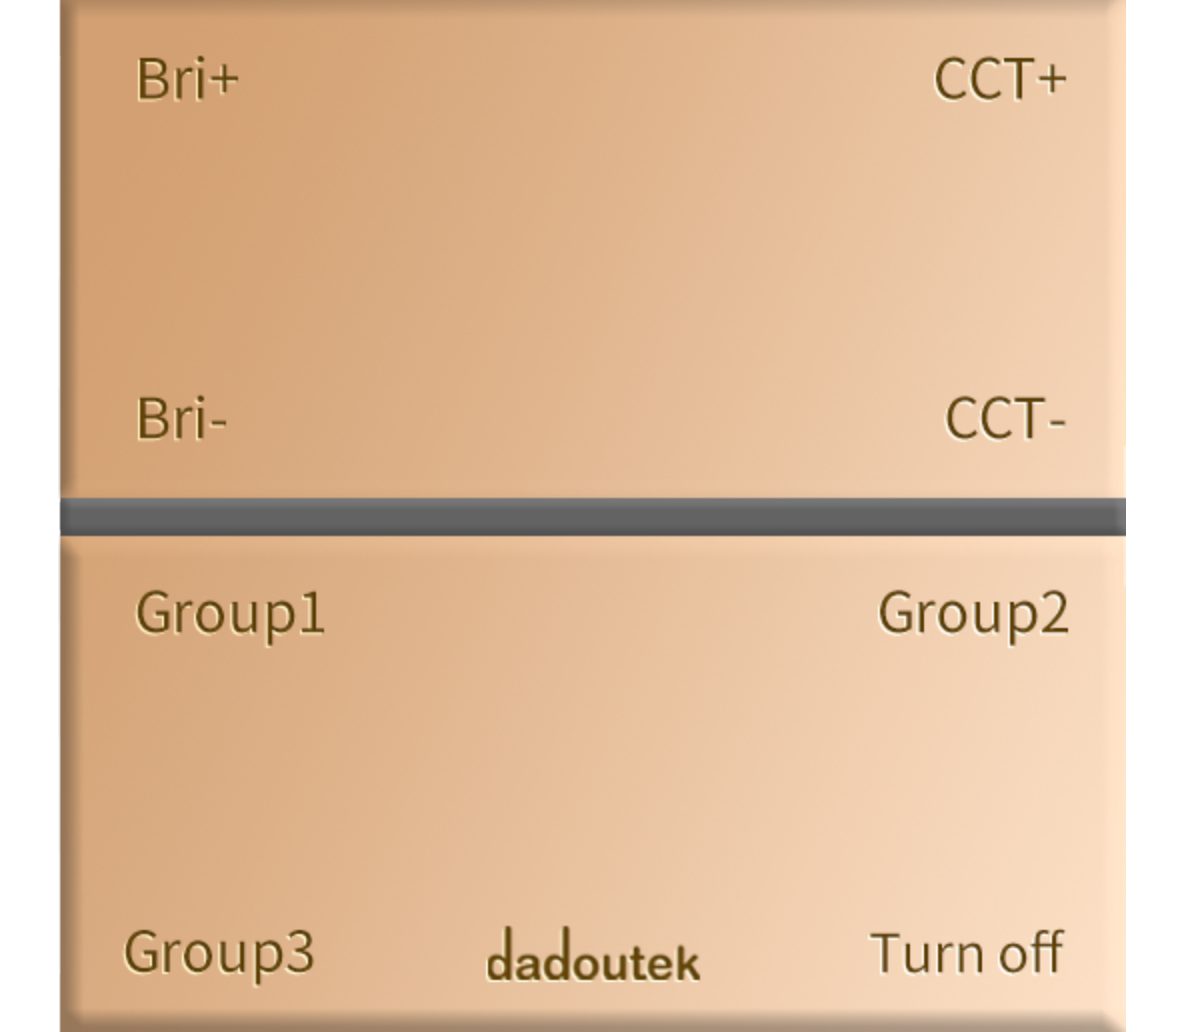 Bri+
CCT+
Bri-
CCT-
Group1
Group2
Group3
dadoutek
Turn off